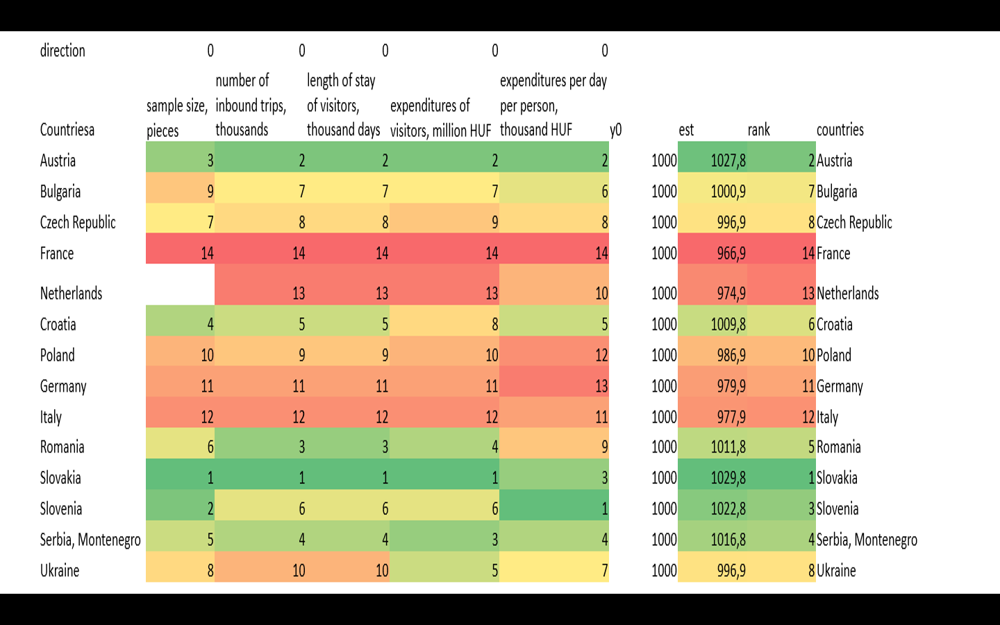 direction 0 0 0 0 0
number of length of stay expenditures per day
sample size, inbound trips, of visitors, expenditures of per person,
Countriesa pieces thousands thousand days visitors, million HUF thousand HUF y0 est rank countries
Austria 3 2 2 2 2 1000 1027,8 2 Austria
Bulgaria 9 7 7 7 6 1000 1000,9 7 Bulgaria
Czech Republic 7 8 8 9 8 1000 996,9 8 Czech Republic
France 14 14 14 14 14 1000 966,9 14 France
Netherlands 13 13 13 10 1000 974,9 13 Netherlands
Croatia 4 5 5 8 5 1000 1009,8 6 Croatia
Poland 10 9 9 10 12 1000 986,9 10 Poland
Germany 11 11 11 11 13 1000 979,9 11 Germany
Italy 12 12 12 12 11 1000 977,9 12 Italy
Romania 6 3 3 4 9 1000 1011,8 5 Romania
Slovakia 1 1 1 1 3 1000 1029,8 1 Slovakia
Slovenia 2 6 6 6 1 1000 1022,8 3 Slovenia
Serbia, Montenegro 5 4 4 3 4 1000 1016,8 4 Serbia, Montenegro
Ukraine 8 10 10 5 7 1000 996,9 8 Ukraine